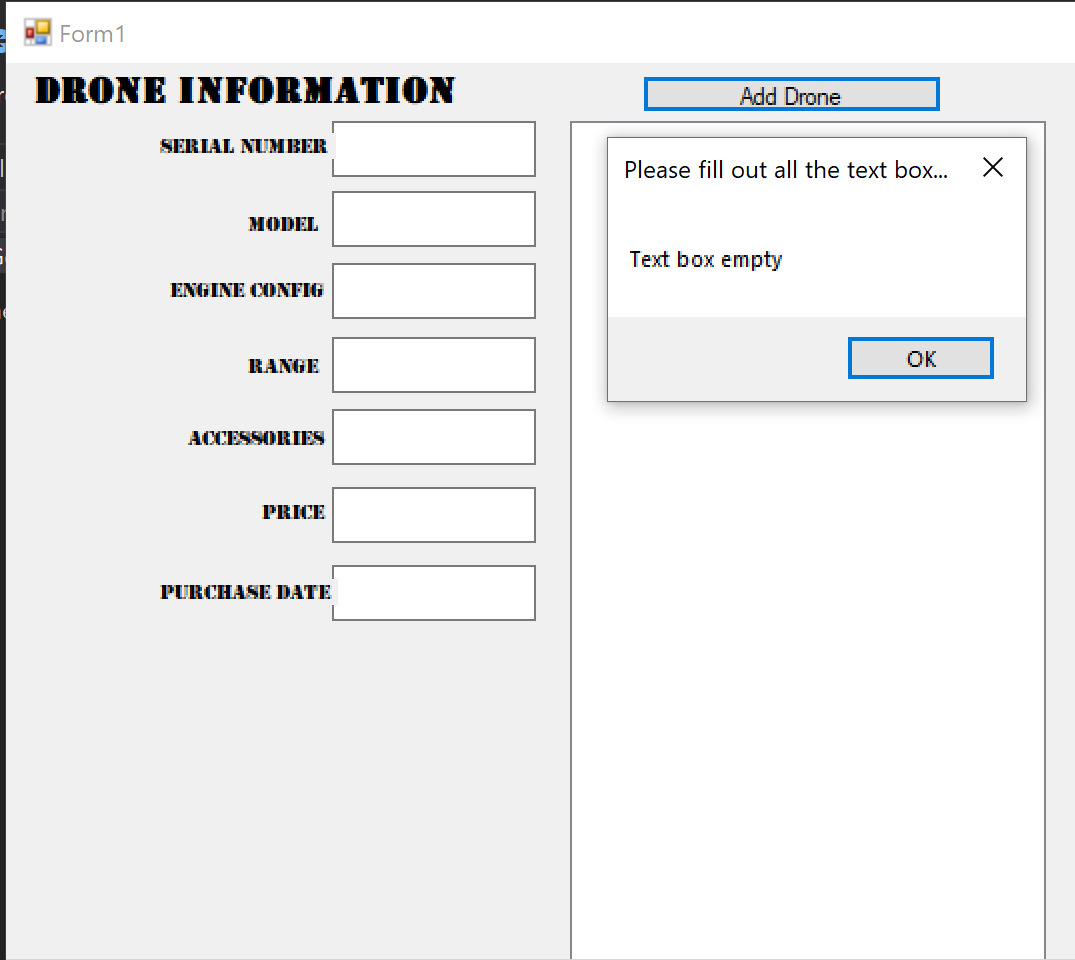 Form1
DRONE INFORMATION
Add Drone
SERIAL NUMBER
MODEL
ENGINE CONFIG
RANGE
ACCESSORIES
PRICE
PURCHASE DATE
Please fill out all the text box...
Text box empty
OK